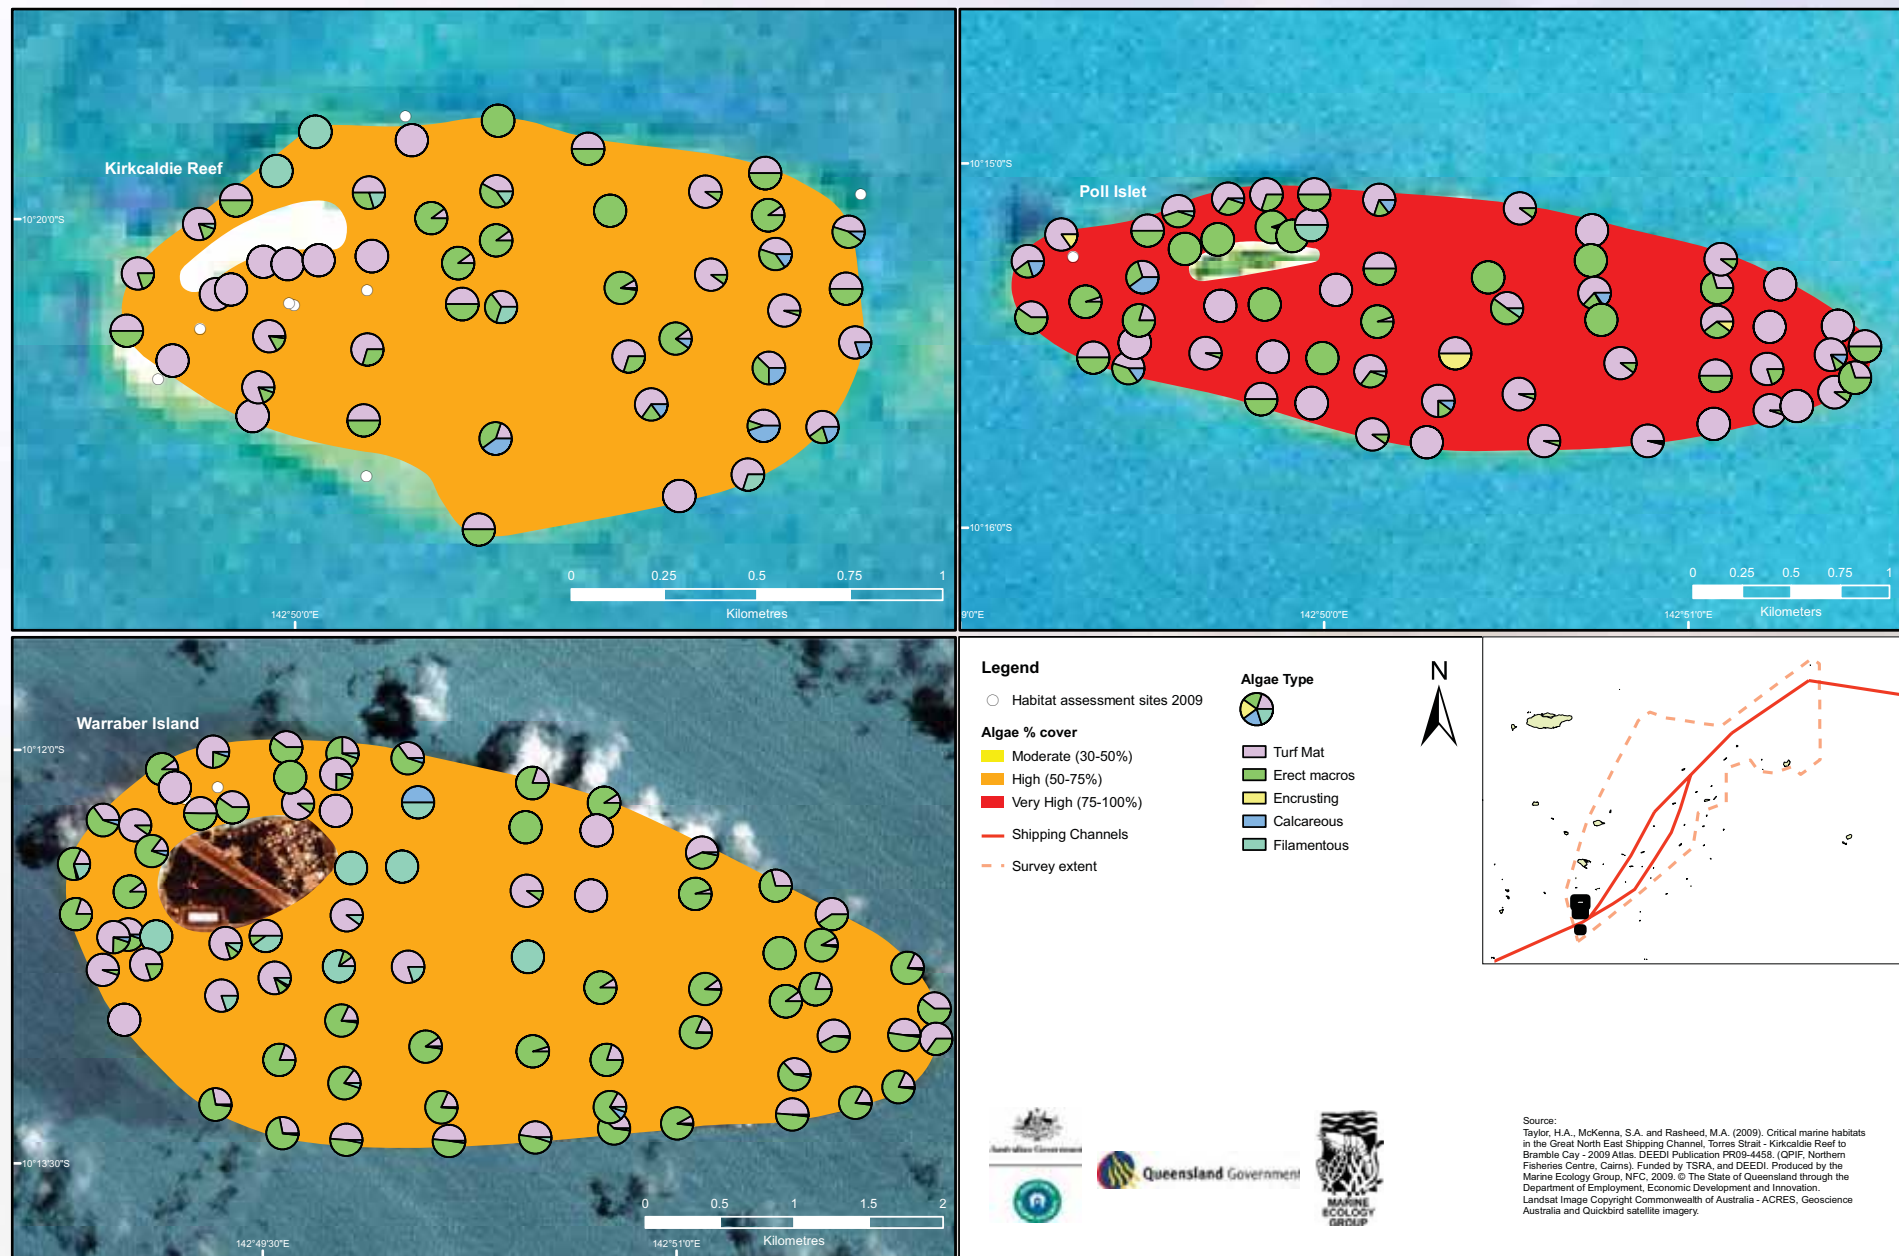 Kirkcaldie Reef
10°20'0"S
142°50'0"E
0 0.25 0.5 0.75 1
Kilometres
Poll Islet
10°15'0"S
10°16'0"S
9'0"E
142°50'0"E
142°51'0"E
0 0.25 0.5 0.75 1
Kilometers
Warraber Island
10°12'0"S
10°13'30"S
142°49'30"E
142°51'0"E
0 0.5 1 1.5 2
Kilometres
Legend
Habitat assessment sites 2009
Algae % cover
Moderate (30-50%)
High (50-75%)
Very High (75-100%)
Shipping Channels
Survey extent
Algae Type
Turf Mat
Erect macros
Encrusting
Calcareous
Filamentous
N
Australian Government
Queensland Government
MARINE
ECOLOGY
GROUP
Source:
Taylor, H.A., McKenna, S.A. and Rasheed, M.A. (2009). Critical marine habitats
in the Great North East Shipping Channel, Torres Strait - Kirkcaldie Reef to
Bramble Cay - 2009 Atlas. DEEDI Publication PR09-4458. (QPIF, Northern
Fisheries Centre, Cairns). Funded by TSRA, and DEEDI. Produced by the
Marine Ecology Group, NFC, 2009. © The State of Queensland through the
Department of Employment, Economic Development and Innovation.
Landsat Image Copyright Commonwealth of Australia - ACRES, Geoscience
Australia and Quickbird satellite imagery.